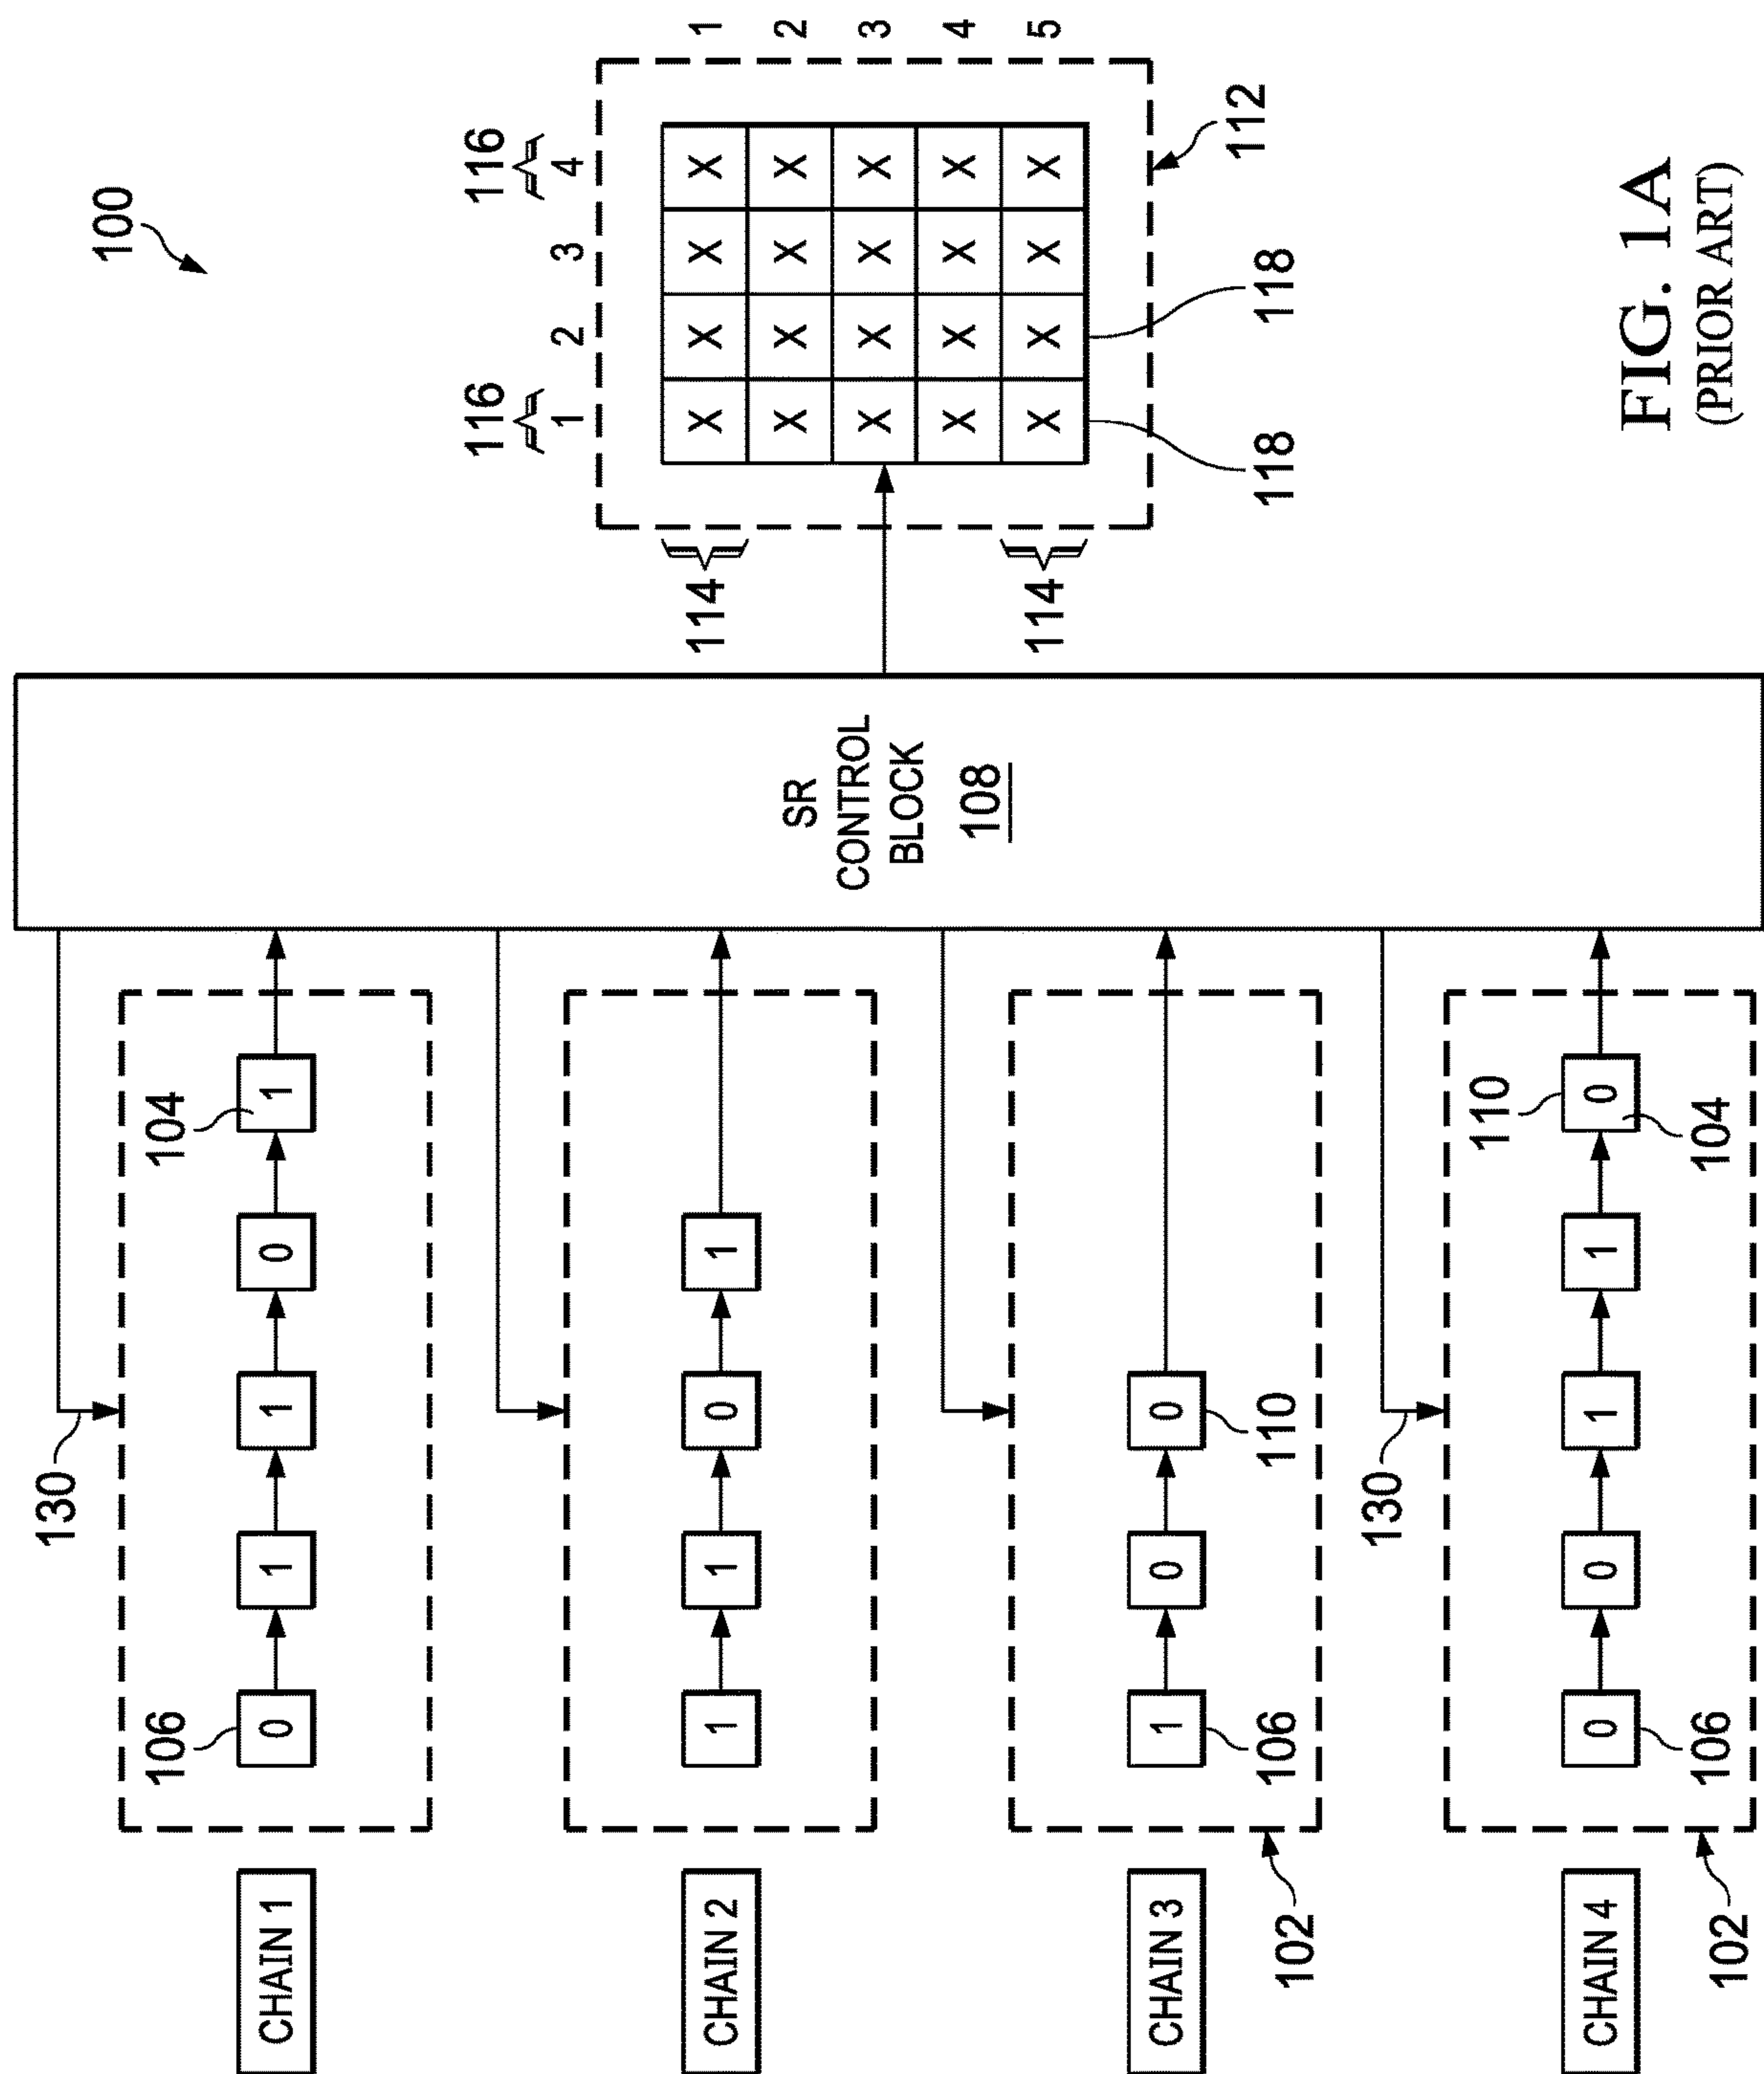 100
130
106 104
CHAIN 1 0 1 1 0 1
CHAIN 2 1 1 0 1
CHAIN 3 1 0 0
106 110
102
130
110
CHAIN 4 0 0 1 1 0
106 104
102
SR
CONTROL
BLOCK
108
116 116
1 2 3 4
114 X X X X 1
X X X X 2
X X X X 3
X X X X 4
114 X X X X 5
112
118 118
FIG. 1A
(PRIOR ART)